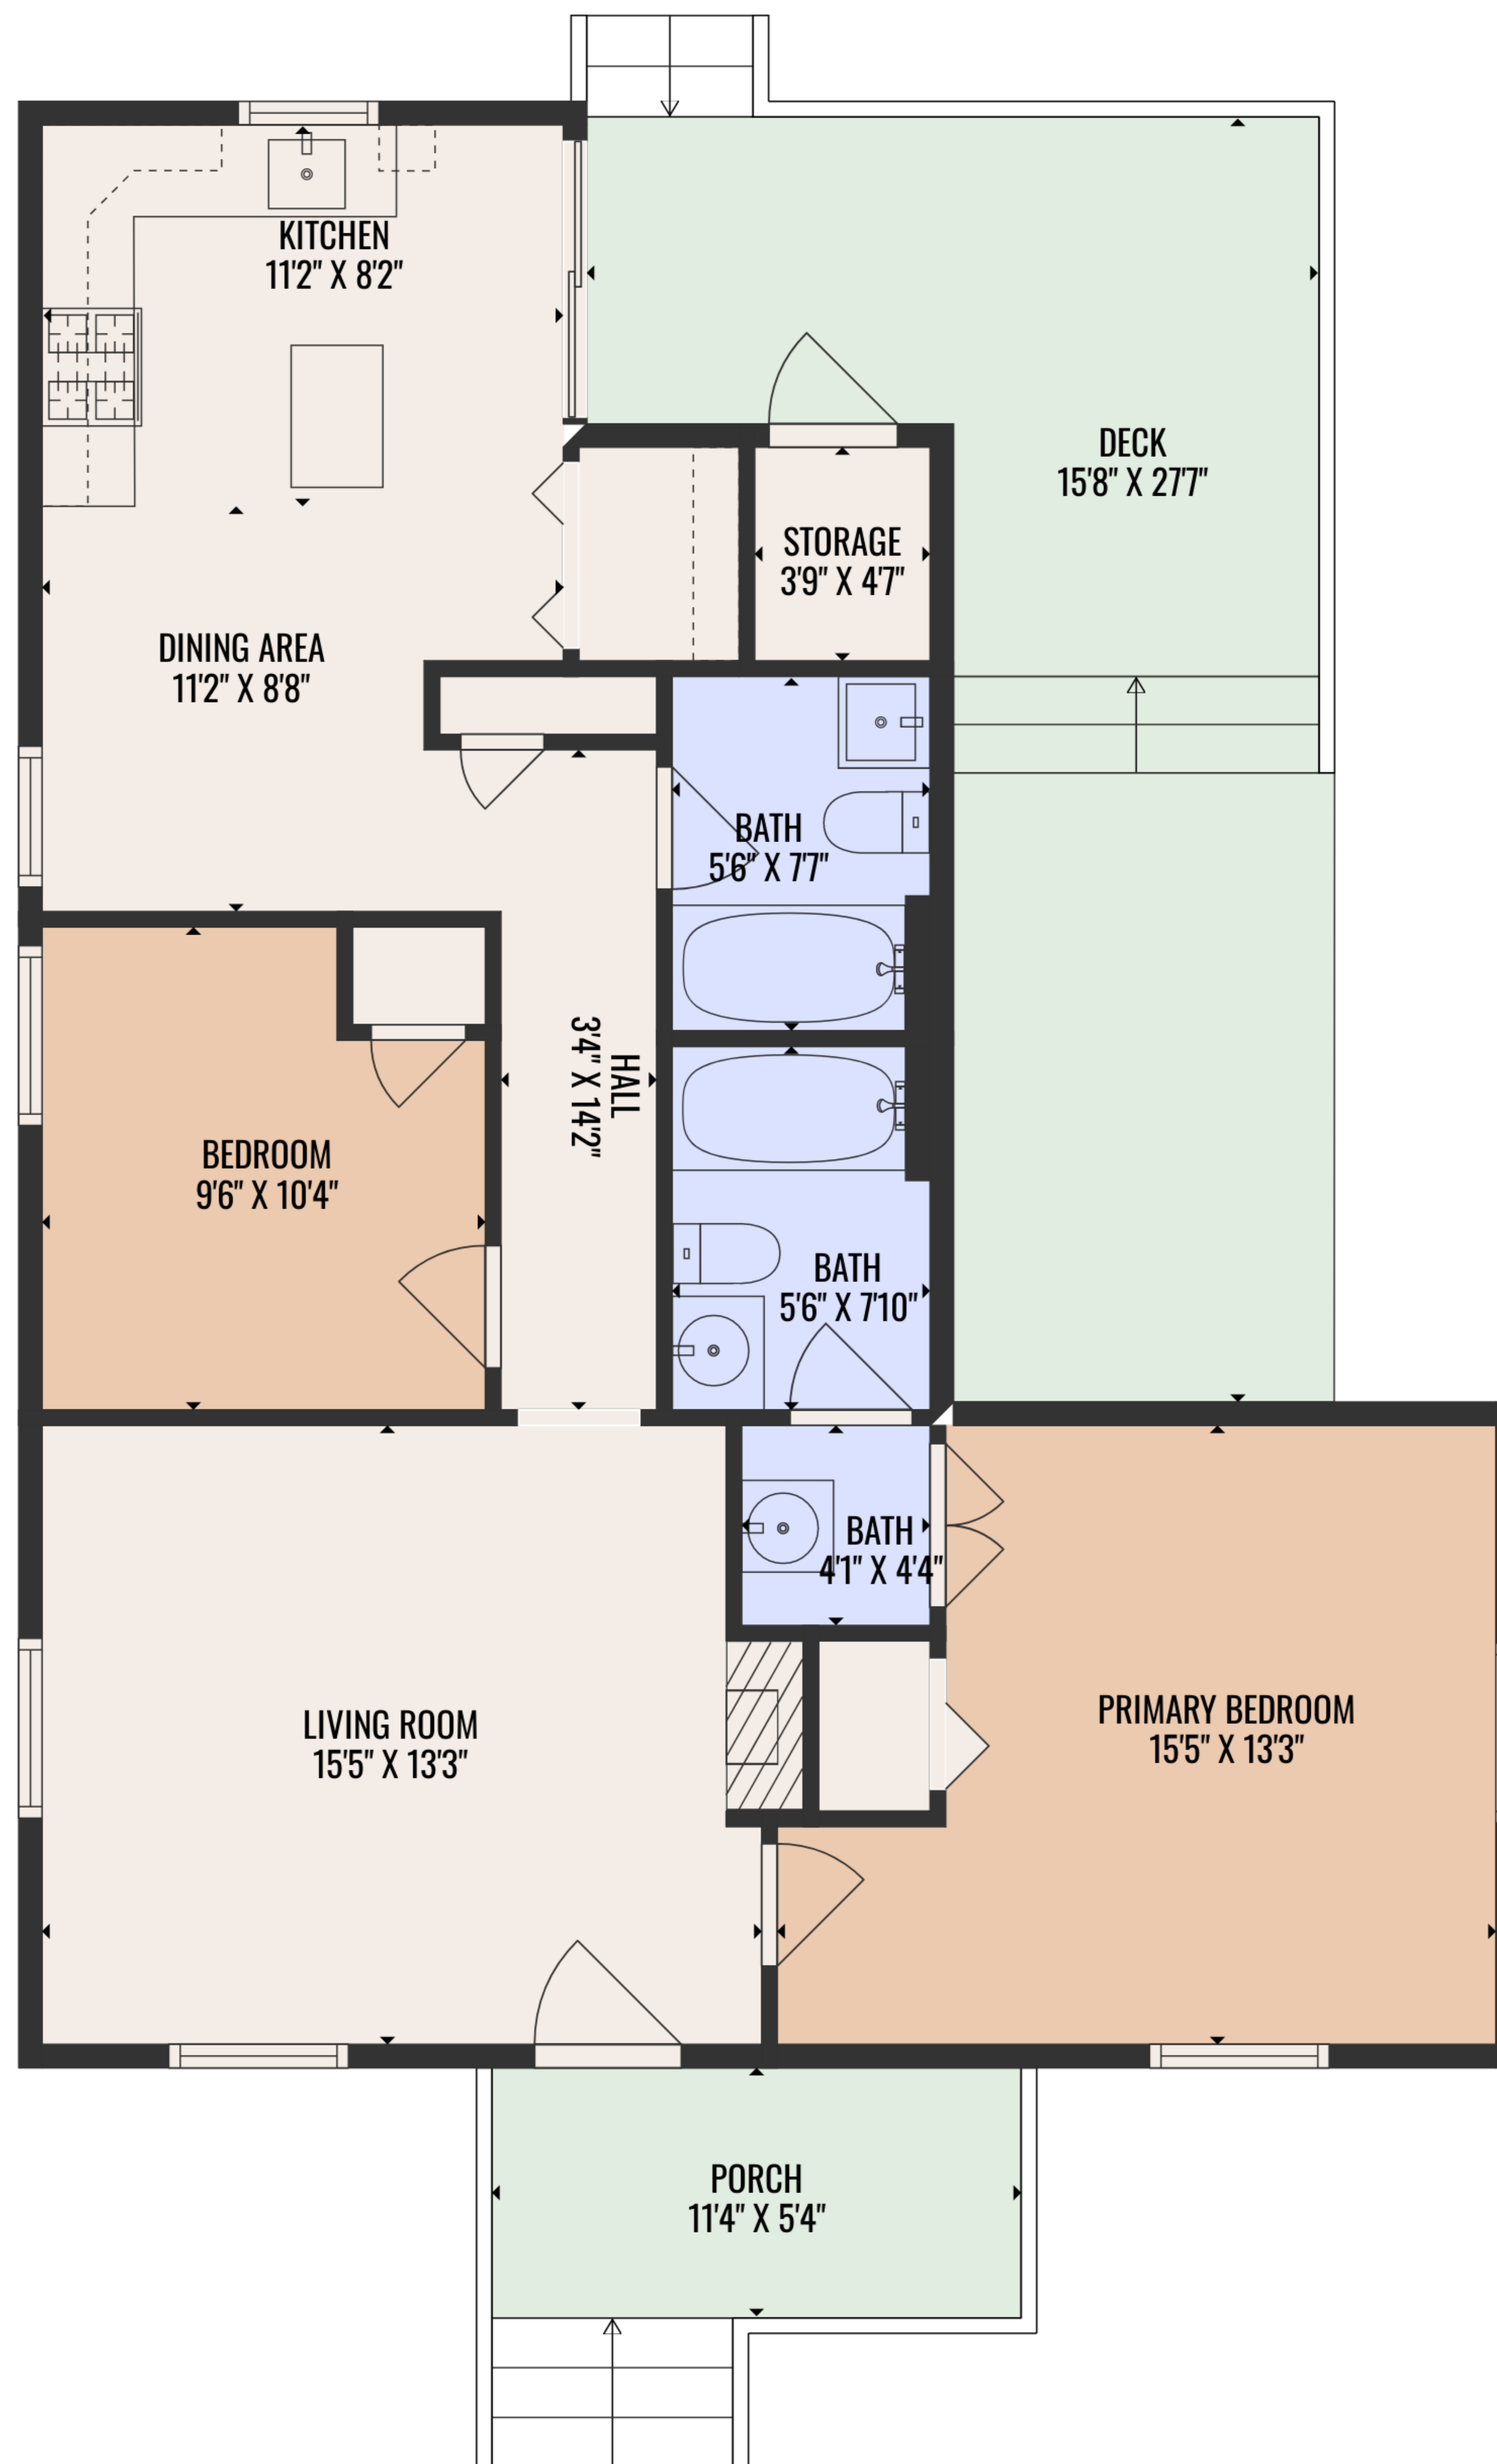 KITCHEN
11'2" X 8'2"
DECK
15'8" X 27'7"
STORAGE
3'9" X 4'7"
DINING AREA
11'2" X 8'8"
BATH
5'6" X 7'7"
HALL
3'4" X 14'2"
BEDROOM
9'6" X 10'4"
BATH
5'6" X 7'10"
BATH
4'1" X 4'4"
LIVING ROOM
15'5" X 13'3"
PRIMARY BEDROOM
15'5" X 13'3"
PORCH
11'4" X 5'4"